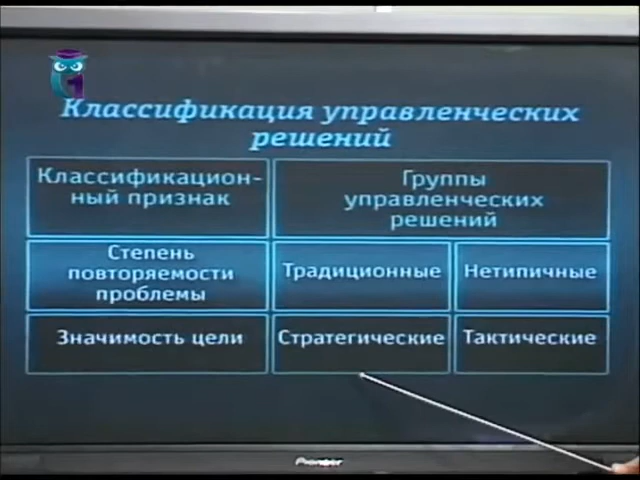 Классификация управленческих
решений
Классификацион-
ный признак
Группы
управленческих
решений
Степень
повторяемости
проблемы
Традиционные
Нетипичные
Значимость цели
Стратегические
Тактические
Pioneer
1